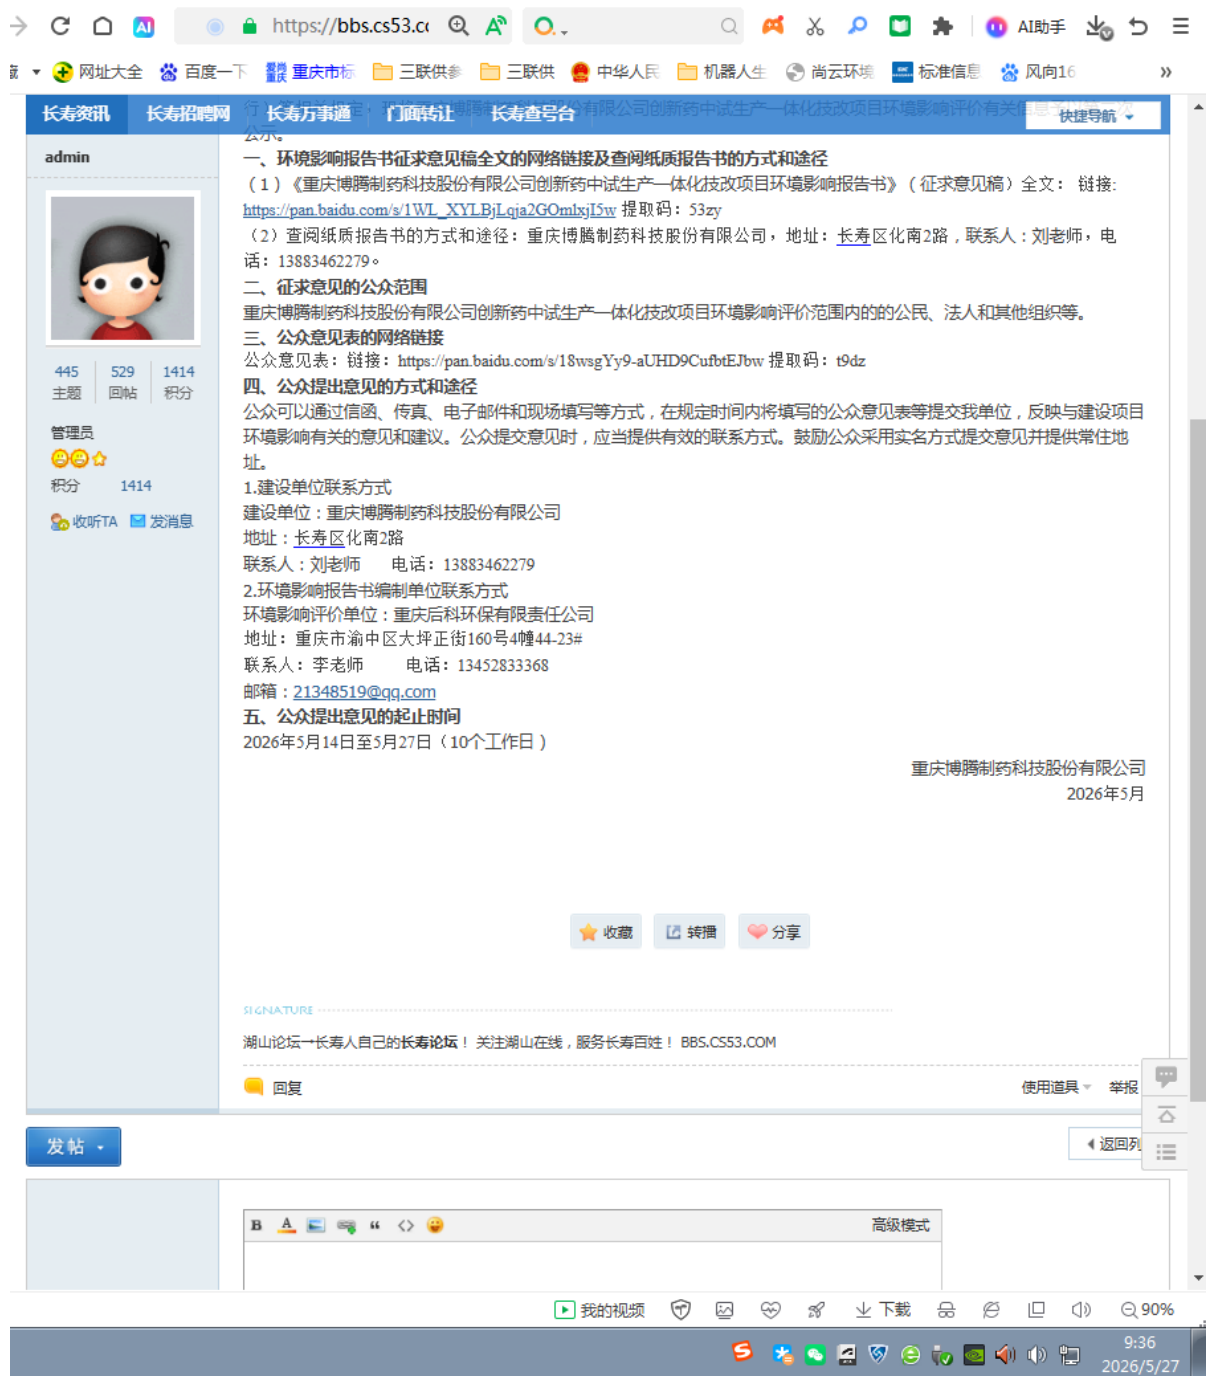 https://bbs.cs53.cc
AI助手
网址大全
百度一下
重庆市标
三联供参
三联供
中华人民
机器人生
尚云环境
标准信息
风向16
长寿资讯 长寿招聘网 长寿万事通 门面转让 长寿查号台 快捷导航
公示。
admin
一、环境影响报告书征求意见稿全文的网络链接及查阅纸质报告书的方式和途径
（1）《重庆博腾制药科技股份有限公司创新药中试生产一体化技改项目环境影响报告书》（征求意见稿）全文： 链接:
https://pan.baidu.com/s/1WL_XYLBjLqja2GOmlxjI5w 提取码：53zy
（2）查阅纸质报告书的方式和途径：重庆博腾制药科技股份有限公司，地址：长寿区化南2路，联系人：刘老师，电
话：13883462279。
二、征求意见的公众范围
重庆博腾制药科技股份有限公司创新药中试生产一体化技改项目环境影响评价范围内的的公民、法人和其他组织等。
三、公众意见表的网络链接
公众意见表：链接：https://pan.baidu.com/s/18wsgYy9-aUHD9CufbtEJbw 提取码：t9dz
四、公众提出意见的方式和途径
公众可以通过信函、传真、电子邮件和现场填写等方式，在规定时间内将填写的公众意见表等提交我单位，反映与建设项目
环境影响有关的意见和建议。公众提交意见时，应当提供有效的联系方式。鼓励公众采用实名方式提交意见并提供常住地
址。
1.建设单位联系方式
建设单位：重庆博腾制药科技股份有限公司
地址：长寿区化南2路
联系人：刘老师 电话：13883462279
2.环境影响报告书编制单位联系方式
环境影响评价单位：重庆后科环保有限责任公司
地址：重庆市渝中区大坪正街160号4幢44-23#
联系人：李老师 电话：13452833368
邮箱：21348519@qq.com
五、公众提出意见的起止时间
2026年5月14日至5月27日（10个工作日）
重庆博腾制药科技股份有限公司
2026年5月
445 529 1414
主题 回帖 积分
管理员
积分 1414
收听TA 发消息
收藏 转播 分享
SIGNATURE
湖山论坛→长寿人自己的长寿论坛！ 关注湖山在线，服务长寿百姓！ BBS.CS53.COM
回复 使用道具 举报
发帖 返回列
B A 高级模式
我的视频 下载 90%
9:36
2026/5/27